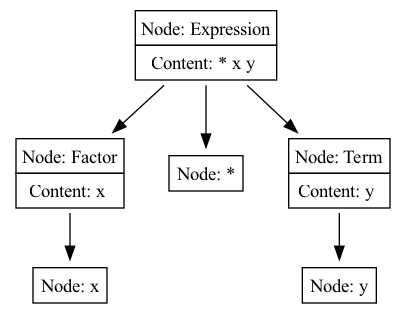 Node: Expression
Content: * x y
Node: Factor
Content: x
Node: *
Node: Term
Content: y
Node: x
Node: y